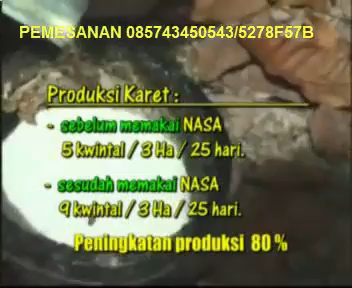 PEMESANAN 085743450543/5278F57B
Produksi Karet :
- sebelum memakai NASA
5 kwintal / 3 Ha / 25 hari.
- sesudah memakai NASA
9 kwintal / 3 Ha / 25 hari.
Peningkatan produksi 80 %